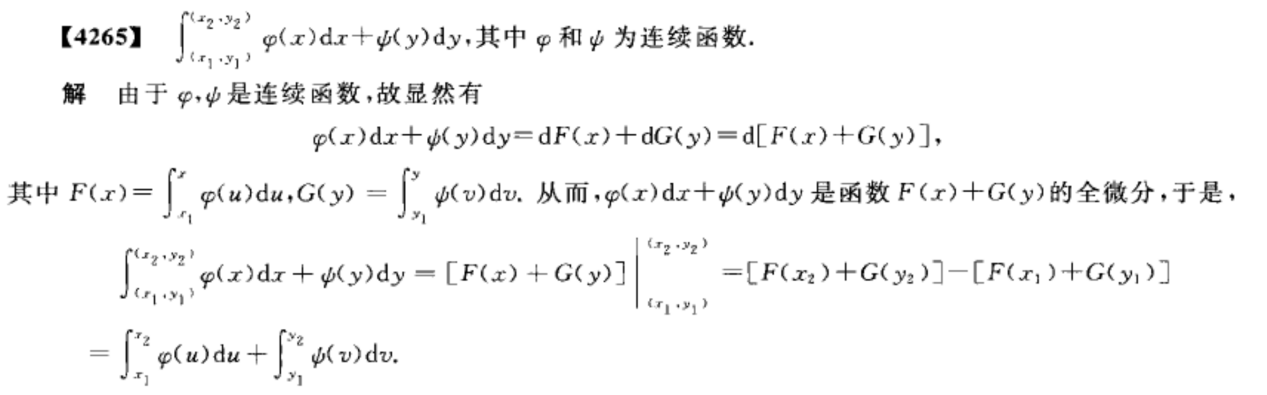 【4265】 ∫_{(x₁,y₁)}^{(x₂,y₂)} φ(x)dx+ψ(y)dy,其中 φ 和 ψ 为连续函数.
解 由于 φ,ψ 是连续函数,故显然有
φ(x)dx+ψ(y)dy=dF(x)+dG(y)=d[F(x)+G(y)],
其中 F(x)=∫_{x₁}^{x} φ(u)du,G(y) = ∫_{y₁}^{y} ψ(v)dv. 从而,φ(x)dx+ψ(y)dy 是函数 F(x)+G(y)的全微分,于是,
∫_{(x₁,y₁)}^{(x₂,y₂)} φ(x)dx + ψ(y)dy = [F(x) + G(y)] |_{(x₁,y₁)}^{(x₂,y₂)} =[F(x₂)+G(y₂)]-[F(x₁)+G(y₁)]
= ∫_{x₁}^{x₂} φ(u)du + ∫_{y₁}^{y₂} ψ(v)dv.